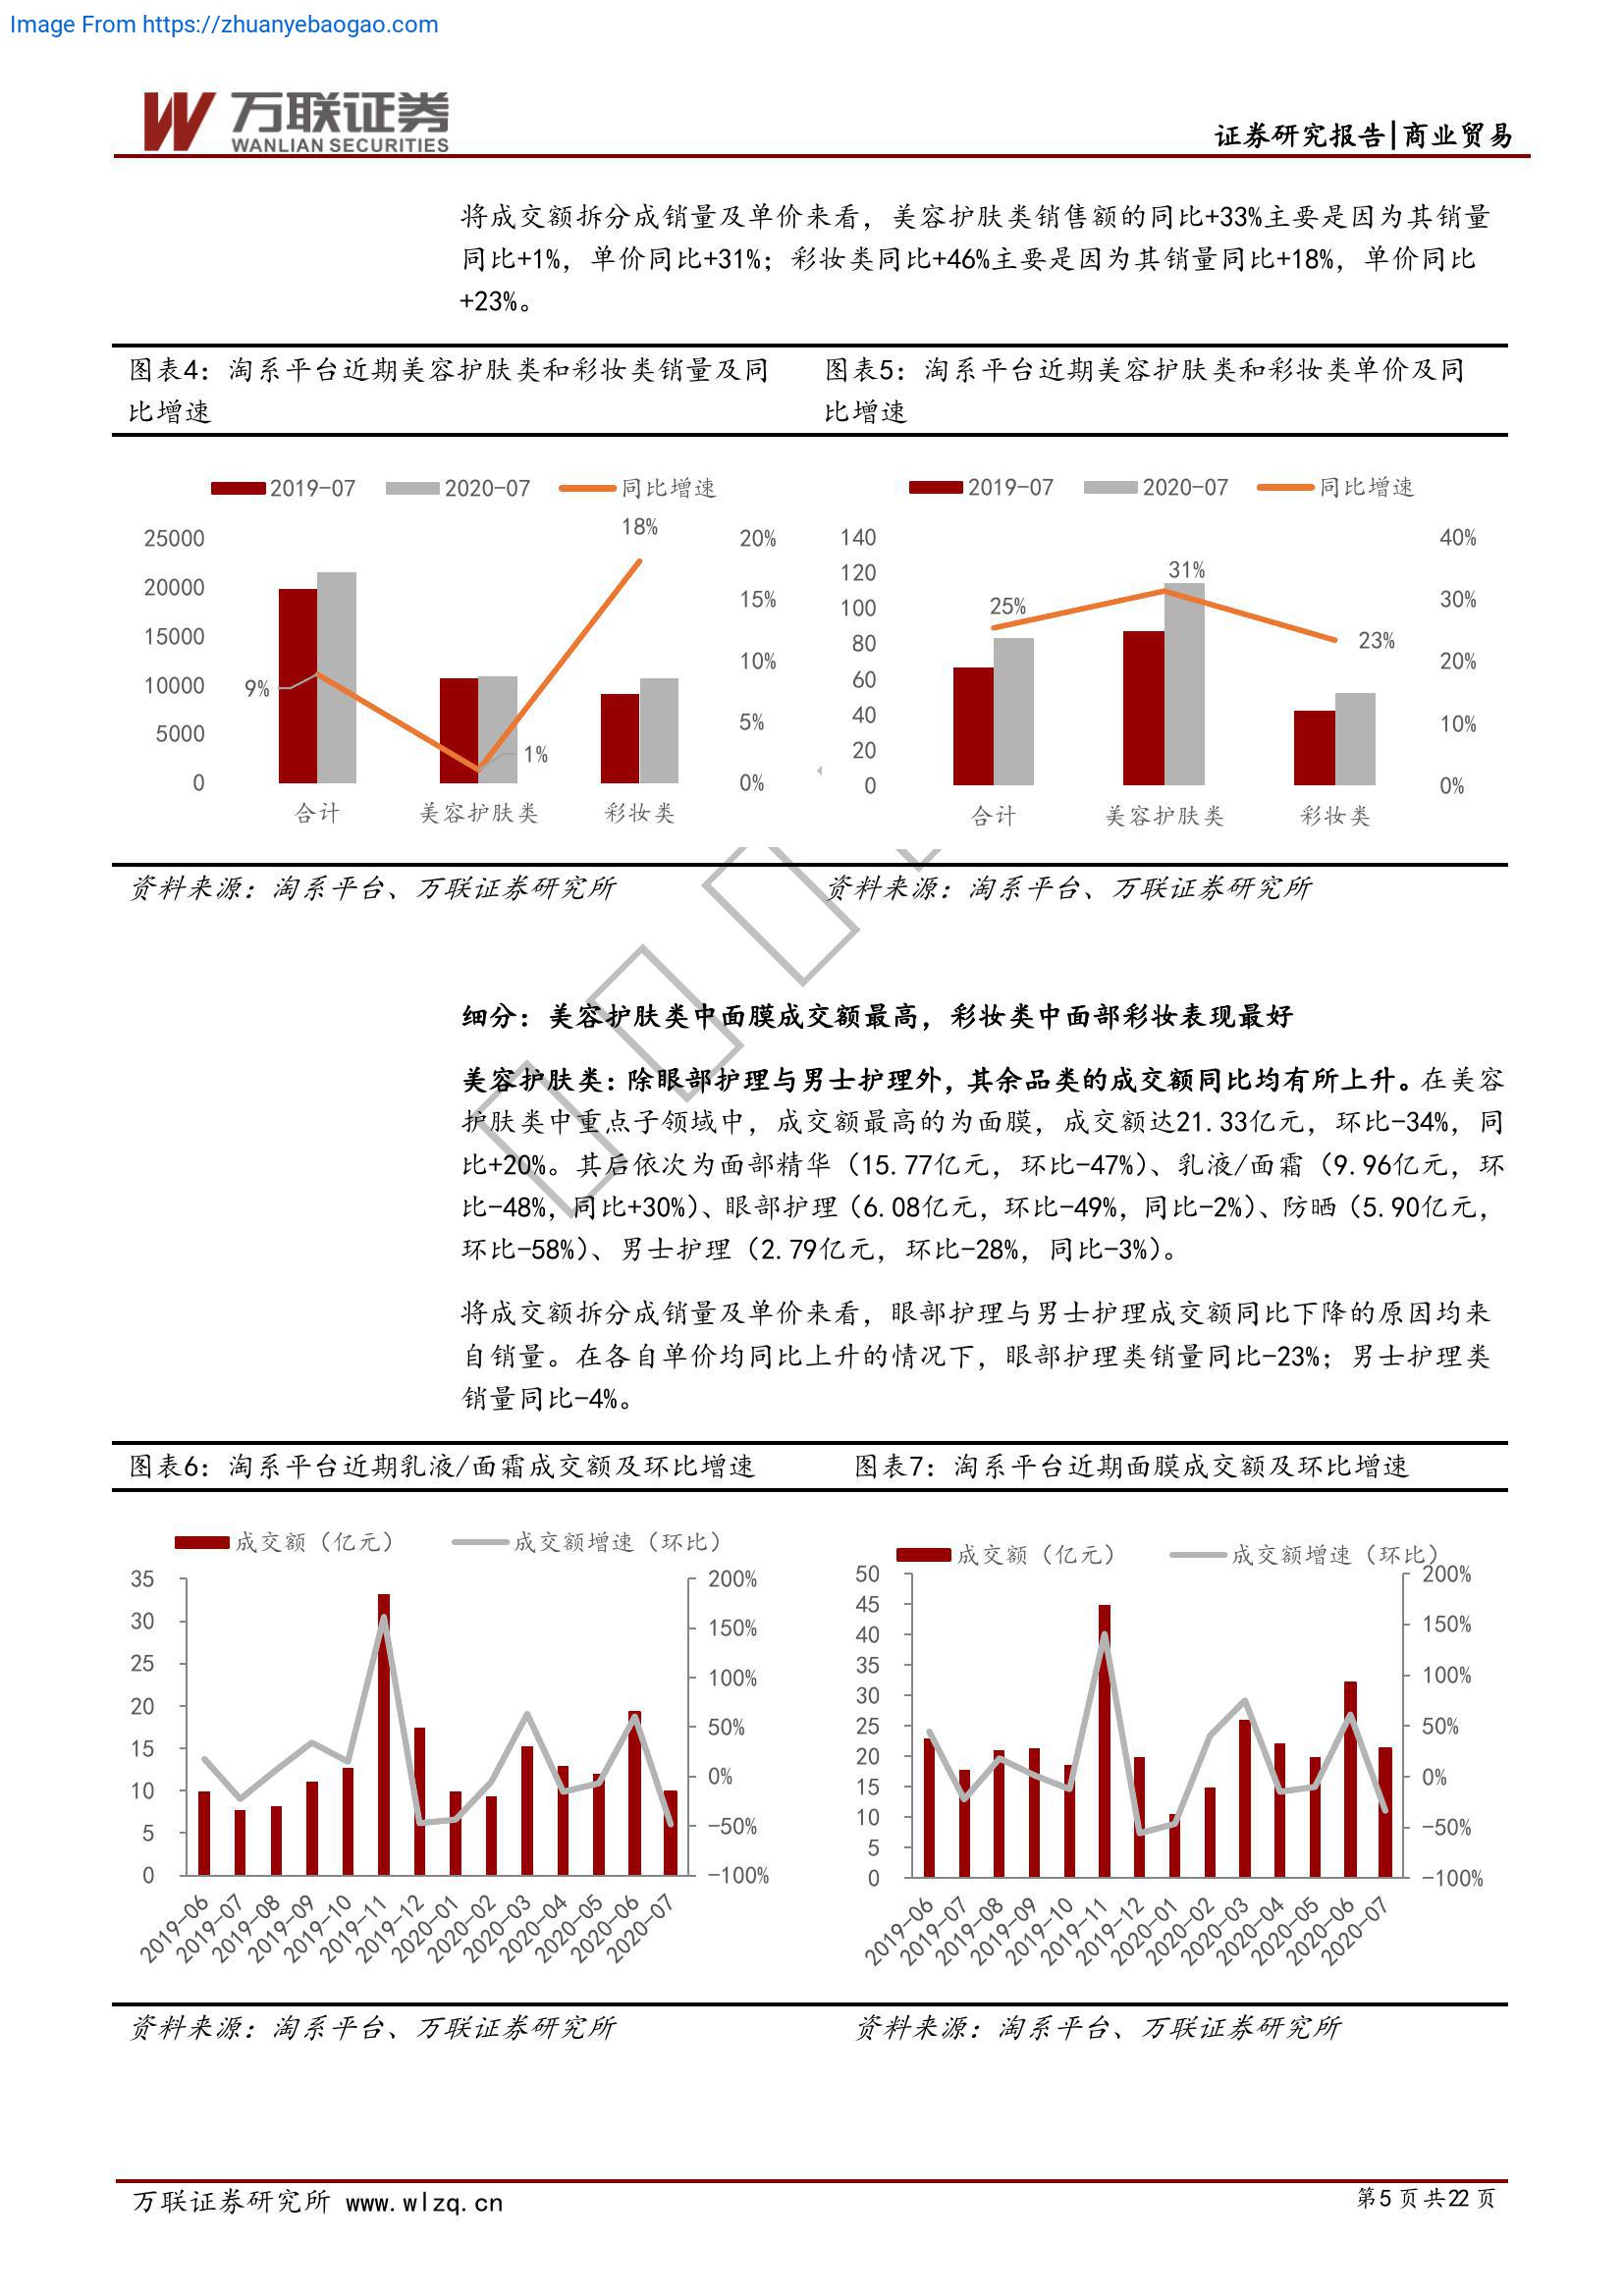 Image From https://zhuanyebaogao.com
万联证券
WANLIAN SECURITIES
证券研究报告|商业贸易
将成交额拆分成销量及单价来看，美容护肤类销售额的同比+33%主要是因为其销量
同比+1%，单价同比+31%；彩妆类同比+46%主要是因为其销量同比+18%，单价同比
+23%。
图表4：淘系平台近期美容护肤类和彩妆类销量及同
比增速
图表5：淘系平台近期美容护肤类和彩妆类单价及同
比增速
2019-07 2020-07 同比增速
25000
20000
15000
10000
5000
0
20%
15%
10%
5%
0%
9%
1%
18%
合计 美容护肤类 彩妆类
2019-07 2020-07 同比增速
140
120
100
80
60
40
20
0
40%
30%
20%
10%
0%
25%
31%
23%
合计 美容护肤类 彩妆类
资料来源：淘系平台、万联证券研究所
资料来源：淘系平台、万联证券研究所
细分：美容护肤类中面膜成交额最高，彩妆类中面部彩妆表现最好
美容护肤类：除眼部护理与男士护理外，其余品类的成交额同比均有所上升。在美容
护肤类中重点子领域中，成交额最高的为面膜，成交额达21.33亿元，环比-34%，同
比+20%。其后依次为面部精华（15.77亿元，环比-47%）、乳液/面霜（9.96亿元，环
比-48%，同比+30%）、眼部护理（6.08亿元，环比-49%，同比-2%）、防晒（5.90亿元，
环比-58%）、男士护理（2.79亿元，环比-28%，同比-3%）。
将成交额拆分成销量及单价来看，眼部护理与男士护理成交额同比下降的原因均来
自销量。在各自单价均同比上升的情况下，眼部护理类销量同比-23%；男士护理类
销量同比-4%。
图表6：淘系平台近期乳液/面霜成交额及环比增速
图表7：淘系平台近期面膜成交额及环比增速
成交额（亿元） 成交额增速（环比）
35
30
25
20
15
10
5
0
200%
150%
100%
50%
0%
-50%
-100%
2019-06
2019-07
2019-08
2019-09
2019-10
2019-11
2019-12
2020-01
2020-02
2020-03
2020-04
2020-05
2020-06
2020-07
成交额（亿元） 成交额增速（环比）
50
45
40
35
30
25
20
15
10
5
0
200%
150%
100%
50%
0%
-50%
-100%
2019-06
2019-07
2019-08
2019-09
2019-10
2019-11
2019-12
2020-01
2020-02
2020-03
2020-04
2020-05
2020-06
2020-07
资料来源：淘系平台、万联证券研究所
资料来源：淘系平台、万联证券研究所
万联证券研究所 www.wlzq.cn
第5 页 共22 页